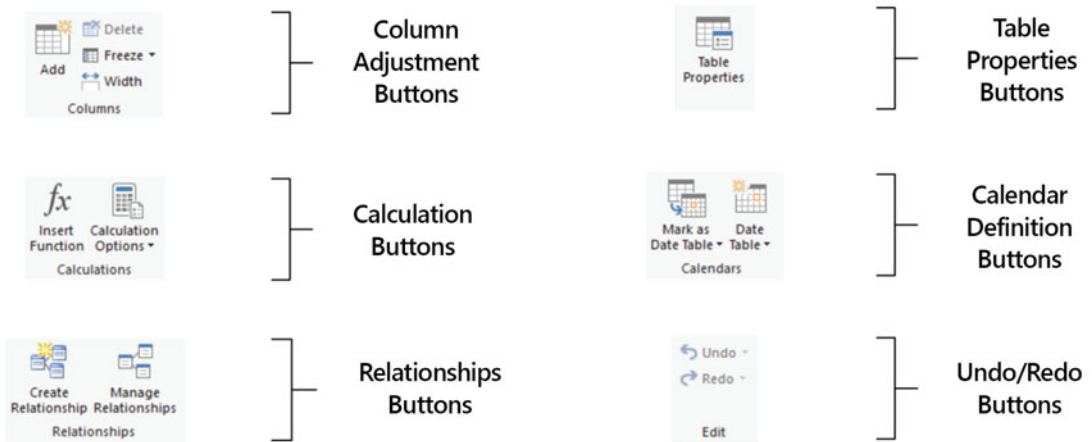 Add
Delete
Freeze
Width
Columns
Column
Adjustment
Buttons
Table
Properties
Table
Properties
Buttons
fx
Insert
Function
Calculation
Options
Calculations
Calculation
Buttons
Mark as
Date Table
Date
Table
Calendars
Calendar
Definition
Buttons
Create
Relationship
Manage
Relationships
Relationships
Relationships
Buttons
Undo
Redo
Edit
Undo/Redo
Buttons